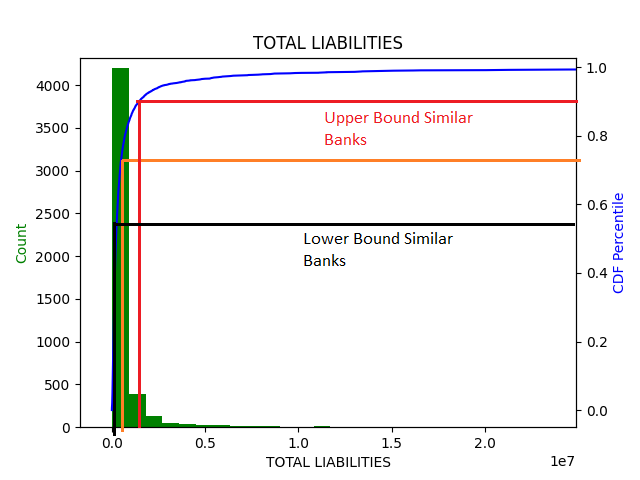 TOTAL LIABILITIES
4000
3500
3000
2500
2000
1500
1000
500
0
Count
1.0
0.8
0.6
0.4
0.2
0.0
CDF Percentile
Upper Bound Similar
Banks
Lower Bound Similar
Banks
0.0 0.5 1.0 1.5 2.0
1e7
TOTAL LIABILITIES